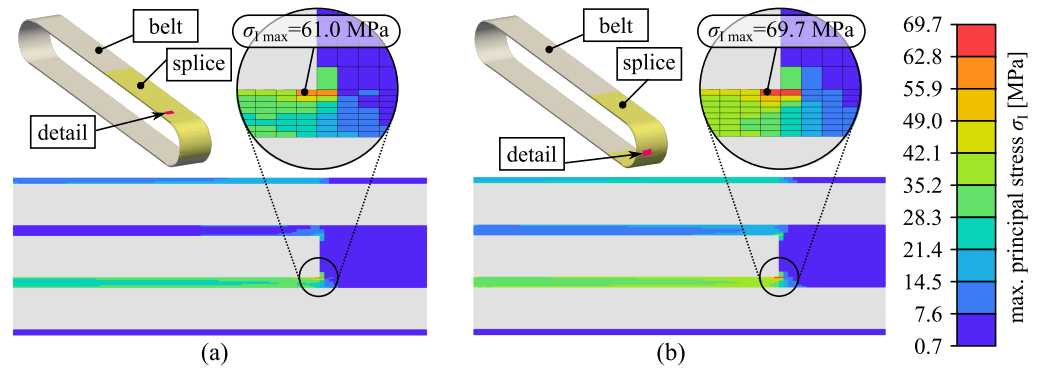 belt
splice
detail
σI max=61.0 MPa
(a)
belt
splice
detail
σI max=69.7 MPa
(b)
69.7
62.8
55.9
49.0
42.1
35.2
28.3
21.4
14.5
7.6
0.7
max. principal stress σI [MPa]